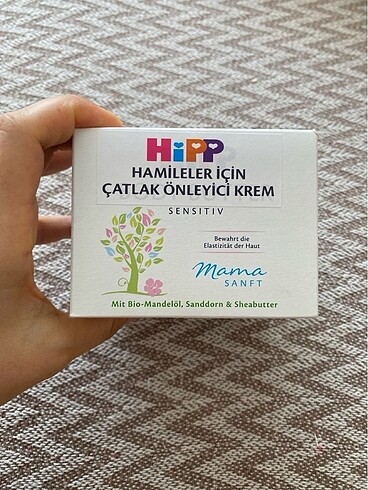 HiPP
HAMİLELER İÇİN
ÇATLAK ÖNLEYİCİ KREM
SENSITIV
Bewahrt die
Elastizität der Haut
Mama
SANFT
Mit Bio-Mandelöl, Sanddorn & Sheabutter